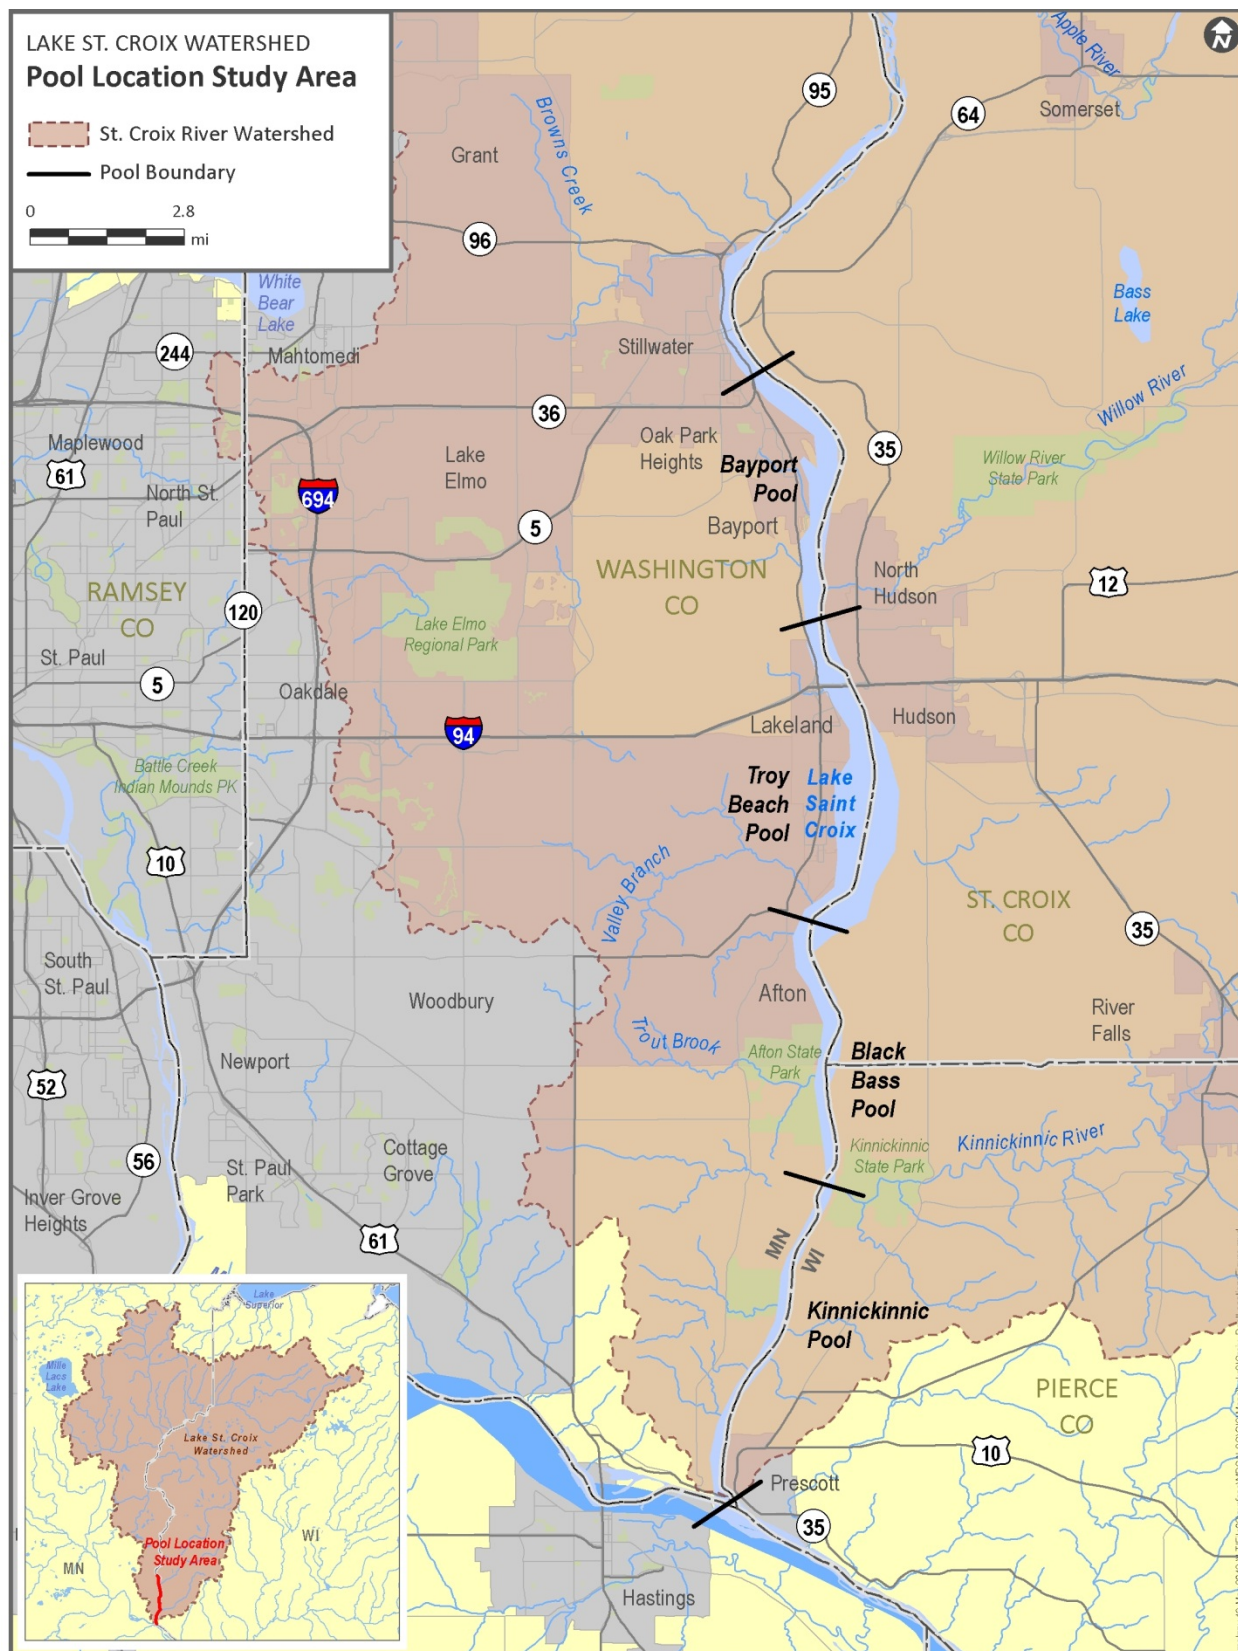 LAKE ST. CROIX WATERSHED
Pool Location Study Area
St. Croix River Watershed
Pool Boundary
0 2.8
mi
N
Apple River
95
64
Somerset
Grant
Browns Creek
96
White
Bear
Lake
Bass
Lake
244
Mahtomedi
Stillwater
Willow River
36
Maplewood
61
Lake
Elmo
Oak Park
Heights
35
Bayport
Pool
Willow River
State Park
North St.
Paul
694
5
Bayport
RAMSEY
CO
WASHINGTON
CO
North
Hudson
12
120
Lake Elmo
Regional Park
St. Paul
5
Oakdale
94
Lakeland
Hudson
Battle Creek
Indian Mounds PK
Troy
Beach
Pool
Lake
Saint
Croix
10
Valley Branch
ST. CROIX
CO
35
South
St. Paul
Woodbury
Afton
River
Falls
Trout Brook
Newport
Afton State
Park
Black
Bass
Pool
52
Kinnickinnic River
Cottage
Grove
Kinnickinnic
State Park
56
St. Paul
Park
Inver Grove
Heights
61
MN
WI
Kinnickinnic
Pool
PIERCE
CO
10
Prescott
35
Hastings
Lake
Superior
Mille
Lacs
Lake
Lake St. Croix
Watershed
Pool Location
Study Area
MN
WI